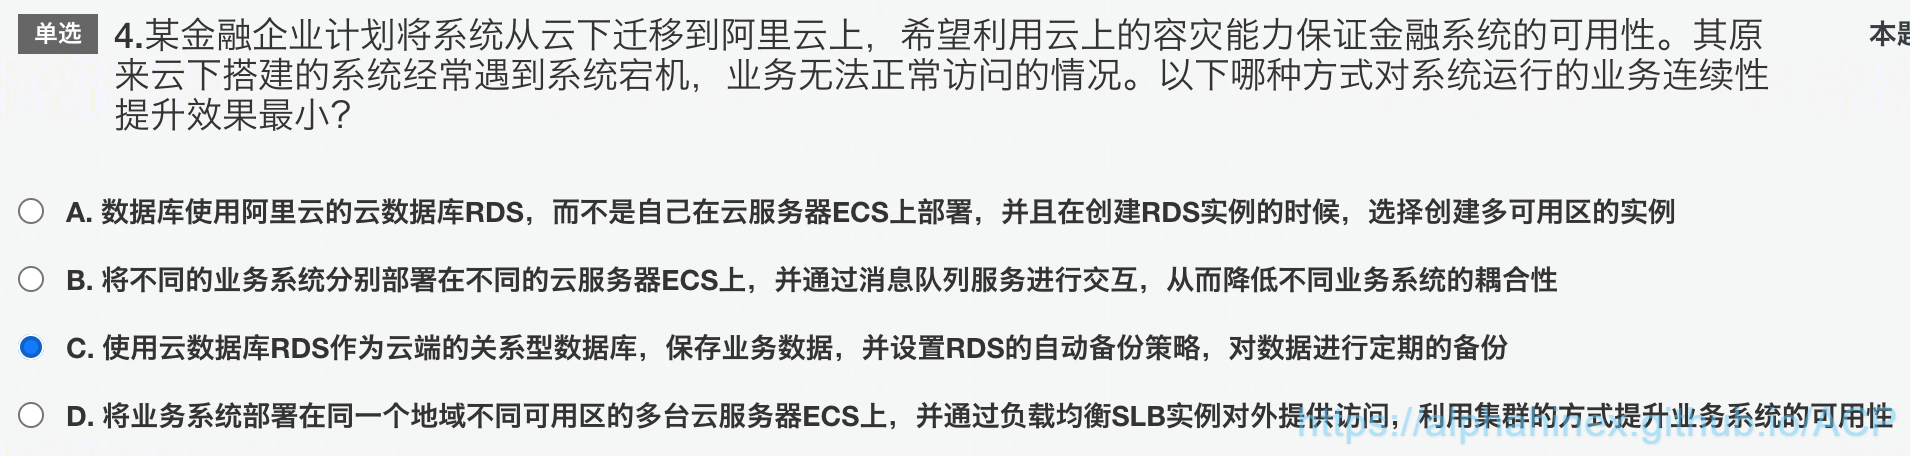 单选
4.某金融企业计划将系统从云下迁移到阿里云上，希望利用云上的容灾能力保证金融系统的可用性。其原
本题
来云下搭建的系统经常遇到系统宕机，业务无法正常访问的情况。以下哪种方式对系统运行的业务连续性
提升效果最小？
A. 数据库使用阿里云的云数据库RDS，而不是自己在云服务器ECS上部署，并且在创建RDS实例的时候，选择创建多可用区的实例
B. 将不同的业务系统分别部署在不同的云服务器ECS上，并通过消息队列服务进行交互，从而降低不同业务系统的耦合性
C. 使用云数据库RDS作为云端的关系型数据库，保存业务数据，并设置RDS的自动备份策略，对数据进行定期的备份
D. 将业务系统部署在同一个地域不同可用区的多台云服务器ECS上，并通过负载均衡SLB实例对外提供访问，利用集群的方式提升业务系统的可用性
https://alphahinex.github.io/ACP